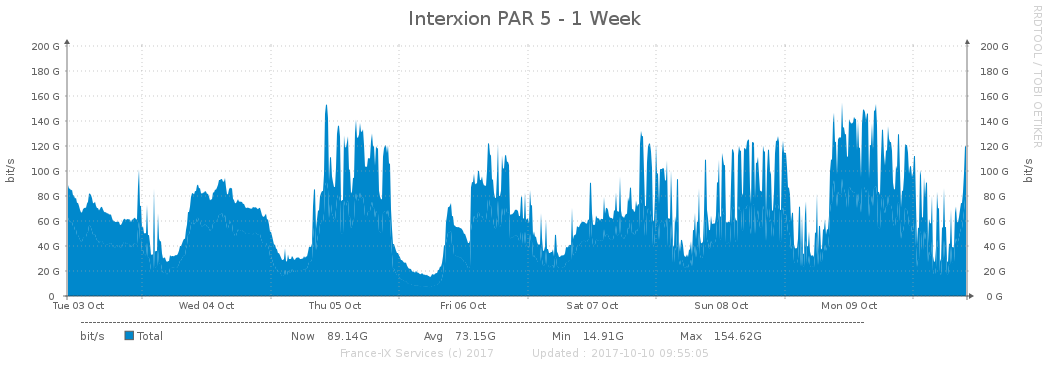 Interxion PAR 5 - 1 Week
RRDTOOL / TOBI OETIKER
200 G 200 G
180 G 180 G
160 G 160 G
140 G 140 G
120 G 120 G
100 G 100 G
80 G 80 G
60 G 60 G
40 G 40 G
20 G 20 G
0 0 G
bit/s
bit/s
Tue 03 Oct Wed 04 Oct Thu 05 Oct Fri 06 Oct Sat 07 Oct Sun 08 Oct Mon 09 Oct
bit/s Total Now 89.14G Avg 73.15G Min 14.91G Max 154.62G
France-IX Services (c) 2017 Updated : 2017-10-10 09:55:05